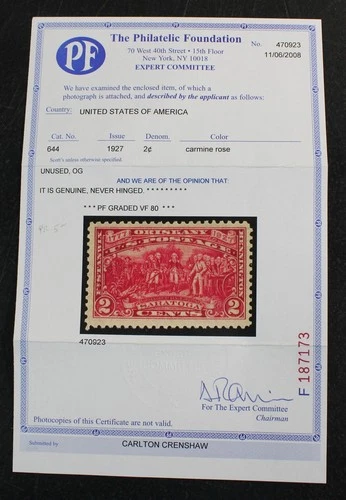 PF
The Philatelic Foundation
70 West 40th Street • 15th Floor
New York, NY 10018
EXPERT COMMITTEE
No. 470923
11/06/2008
We have examined the enclosed item, of which a
photograph is attached, and described by the applicant as follows:
Country: UNITED STATES OF AMERICA
Cat. No. Issue Denom. Color
644 1927 2¢ carmine rose
Scott's unless otherwise specified
UNUSED, OG
AND WE ARE OF THE OPINION THAT:
IT IS GENUINE, NEVER HINGED. *********
*** PF GRADED VF 80 ***
ORISKANY
U.S. POSTAGE
SARATOGA
2 CENTS 2
470923
F 187173
For The Expert Committee
Chairman
Photocopies of this Certificate are not valid.
Submitted by CARLTON CRENSHAW